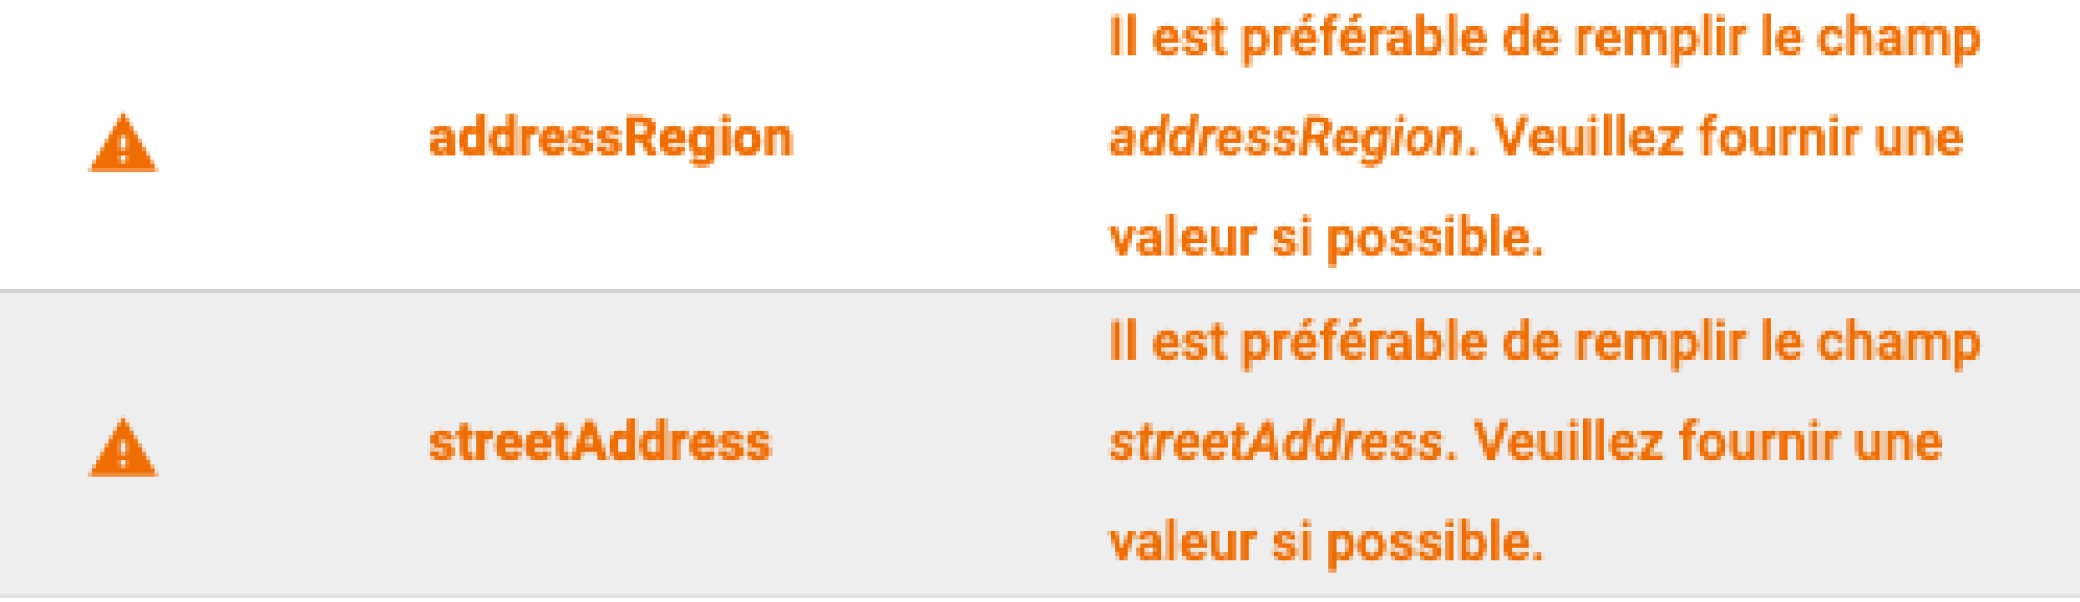 Il est préférable de remplir le champ
addressRegion
addressRegion. Veuillez fournir une
valeur si possible.
Il est préférable de remplir le champ
streetAddress
streetAddress. Veuillez fournir une
valeur si possible.